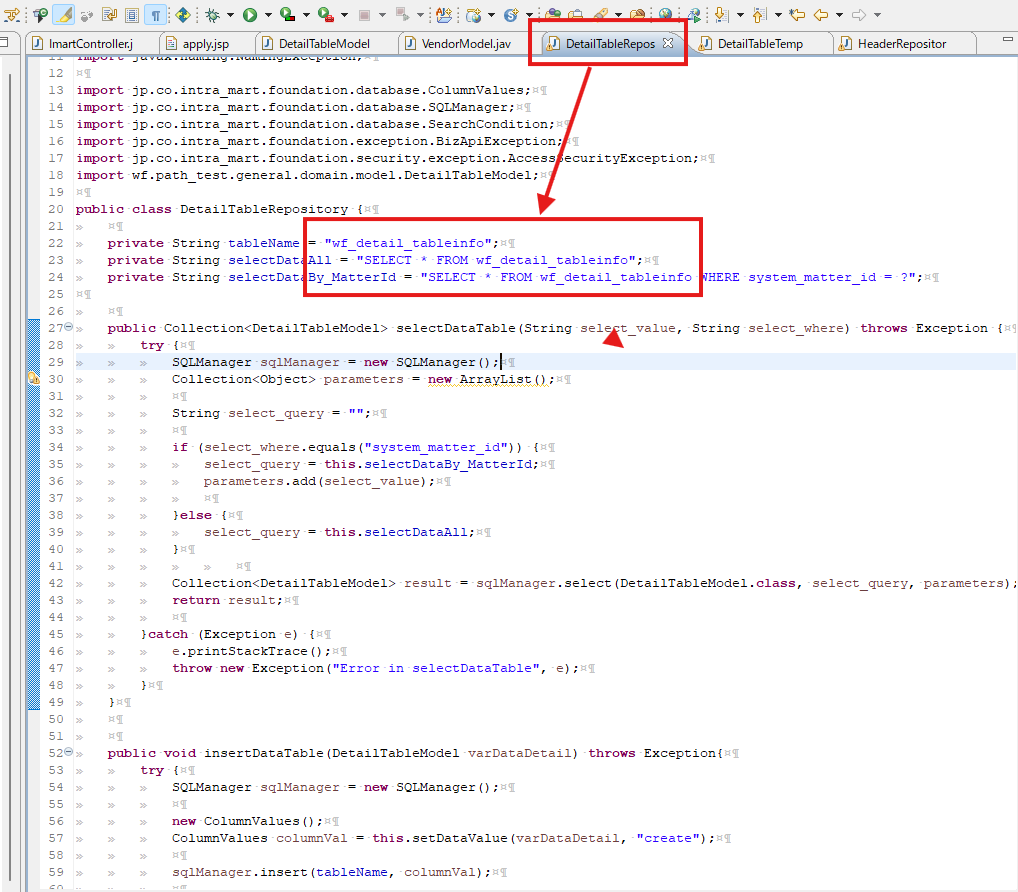 ImartController.j
apply.jsp
DetailTableModel
VendorModel.jav
DetailTableRepos
DetailTableTemp
HeaderRepositor
11 import javax.naming.NamingException;
12
13 import jp.co.intra_mart.foundation.database.ColumnValues;
14 import jp.co.intra_mart.foundation.database.SQLManager;
15 import jp.co.intra_mart.foundation.database.SearchCondition;
16 import jp.co.intra_mart.foundation.exception.BizApiException;
17 import jp.co.intra_mart.foundation.security.exception.AccessSecurityException;
18 import wf.path_test.general.domain.model.DetailTableModel;
19
20 public class DetailTableRepository {
21
22 private String tableName = "wf_detail_tableinfo";
23 private String selectDataAll = "SELECT * FROM wf_detail_tableinfo";
24 private String selectDataBy_MatterId = "SELECT * FROM wf_detail_tableinfo WHERE system_matter_id = ?";
25
26
27 public Collection<DetailTableModel> selectDataTable(String select_value, String select_where) throws Exception {
28 try {
29 SQLManager sqlManager = new SQLManager();
30 Collection<Object> parameters = new ArrayList();
31
32 String select_query = "";
33
34 if (select_where.equals("system_matter_id")) {
35 select_query = this.selectDataBy_MatterId;
36 parameters.add(select_value);
37
38 }else {
39 select_query = this.selectDataAll;
40 }
41
42 Collection<DetailTableModel> result = sqlManager.select(DetailTableModel.class, select_query, parameters);
43 return result;
44
45 }catch (Exception e) {
46 e.printStackTrace();
47 throw new Exception("Error in selectDataTable", e);
48 }
49 }
50
51
52 public void insertDataTable(DetailTableModel varDataDetail) throws Exception{
53 try {
54 SQLManager sqlManager = new SQLManager();
55
56 new ColumnValues();
57 ColumnValues columnVal = this.setDataValue(varDataDetail, "create");
58
59 sqlManager.insert(tableName, columnVal);
60